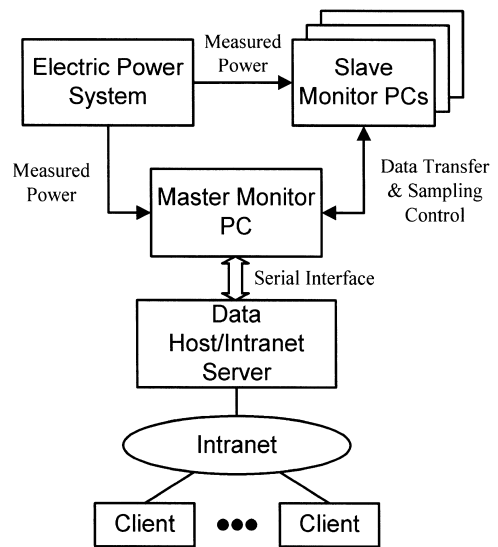 Measured
Power
Electric Power
System
Slave
Monitor PCs
Measured
Power
Data Transfer
& Sampling
Control
Master Monitor
PC
Serial Interface
Data
Host/Intranet
Server
Intranet
Client
Client